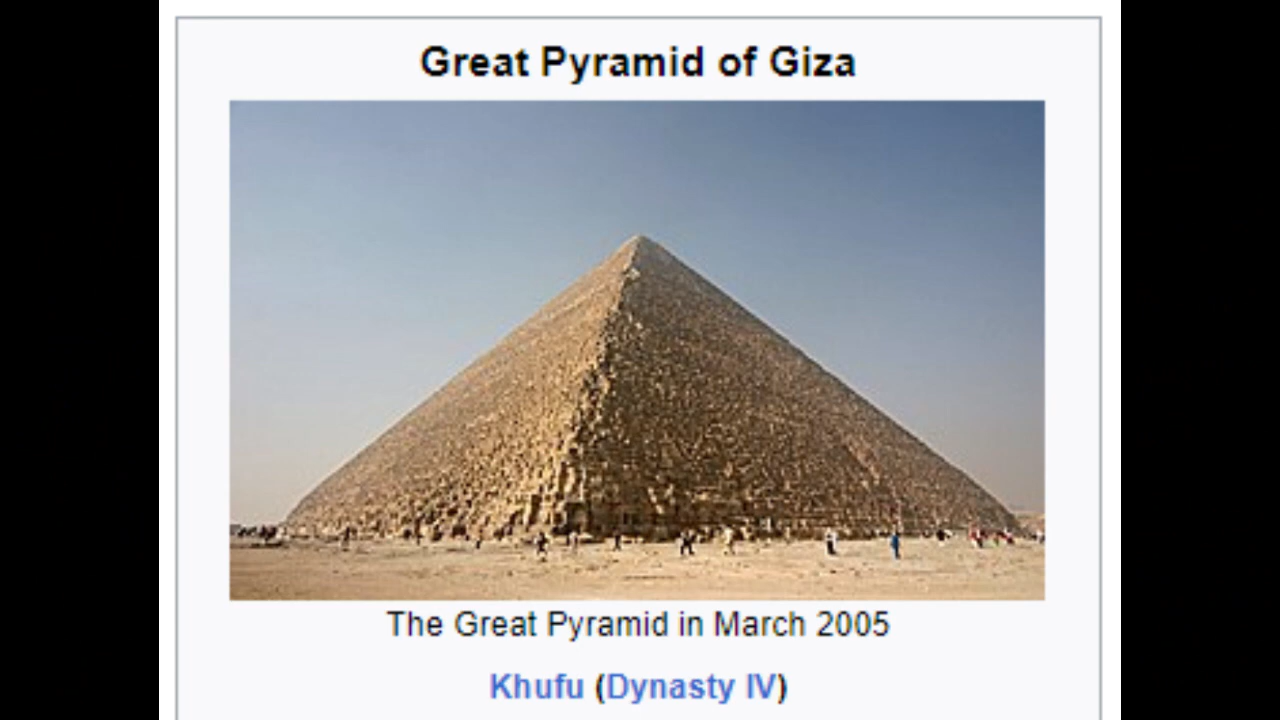 Great Pyramid of Giza
The Great Pyramid in March 2005
Khufu (Dynasty IV)